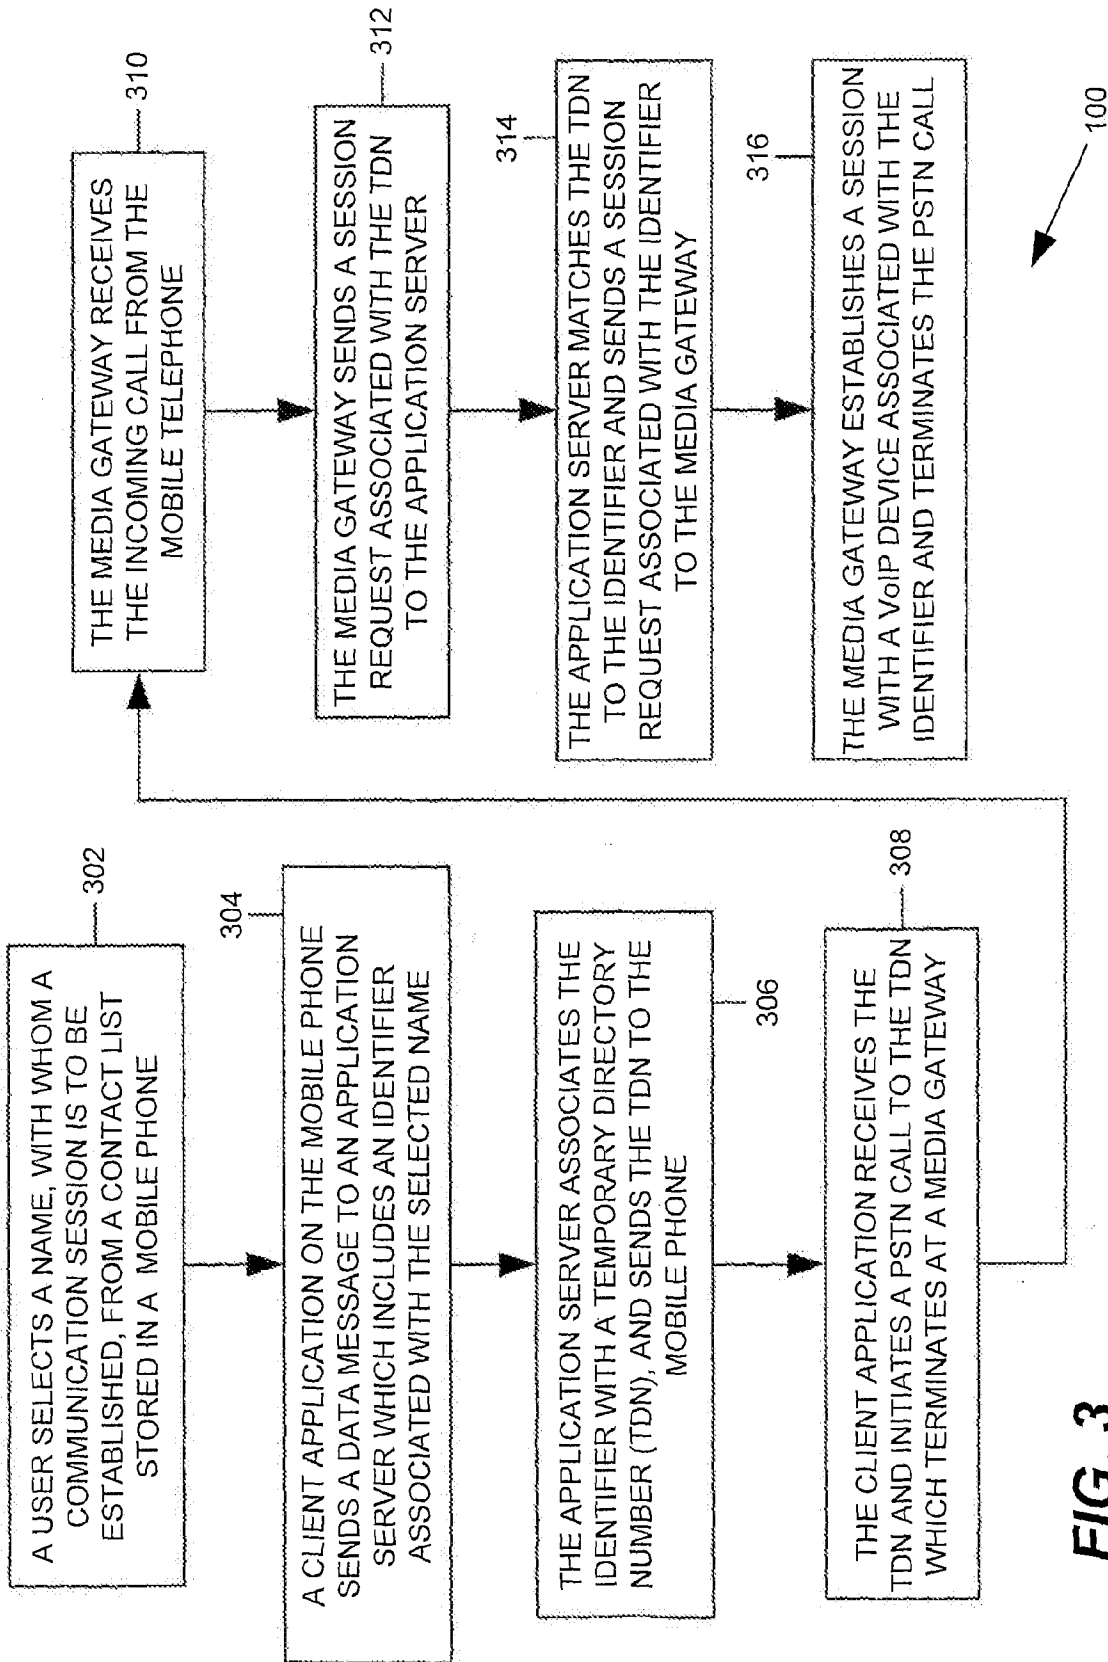 302
A USER SELECTS A NAME, WITH WHOM A
COMMUNICATION SESSION IS TO BE
ESTABLISHED, FROM A CONTACT LIST
STORED IN A MOBILE PHONE
304
A CLIENT APPLICATION ON THE MOBILE PHONE
SENDS A DATA MESSAGE TO AN APPLICATION
SERVER WHICH INCLUDES AN IDENTIFIER
ASSOCIATED WITH THE SELECTED NAME
THE APPLICATION SERVER ASSOCIATES THE
IDENTIFIER WITH A TEMPORARY DIRECTORY
NUMBER (TDN), AND SENDS THE TDN TO THE
MOBILE PHONE
306
308
THE CLIENT APPLICATION RECEIVES THE
TDN AND INITIATES A PSTN CALL TO THE TDN
WHICH TERMINATES AT A MEDIA GATEWAY
310
THE MEDIA GATEWAY RECEIVES
THE INCOMING CALL FROM THE
MOBILE TELEPHONE
312
THE MEDIA GATEWAY SENDS A SESSION
REQUEST ASSOCIATED WITH THE TDN
TO THE APPLICATION SERVER
314
THE APPLICATION SERVER MATCHES THE TDN
TO THE IDENTIFIER AND SENDS A SESSION
REQUEST ASSOCIATED WITH THE IDENTIFIER
TO THE MEDIA GATEWAY
316
THE MEDIA GATEWAY ESTABLISHES A SESSION
WITH A VoIP DEVICE ASSOCIATED WITH THE
IDENTIFIER AND TERMINATES THE PSTN CALL
100
FIG. 3